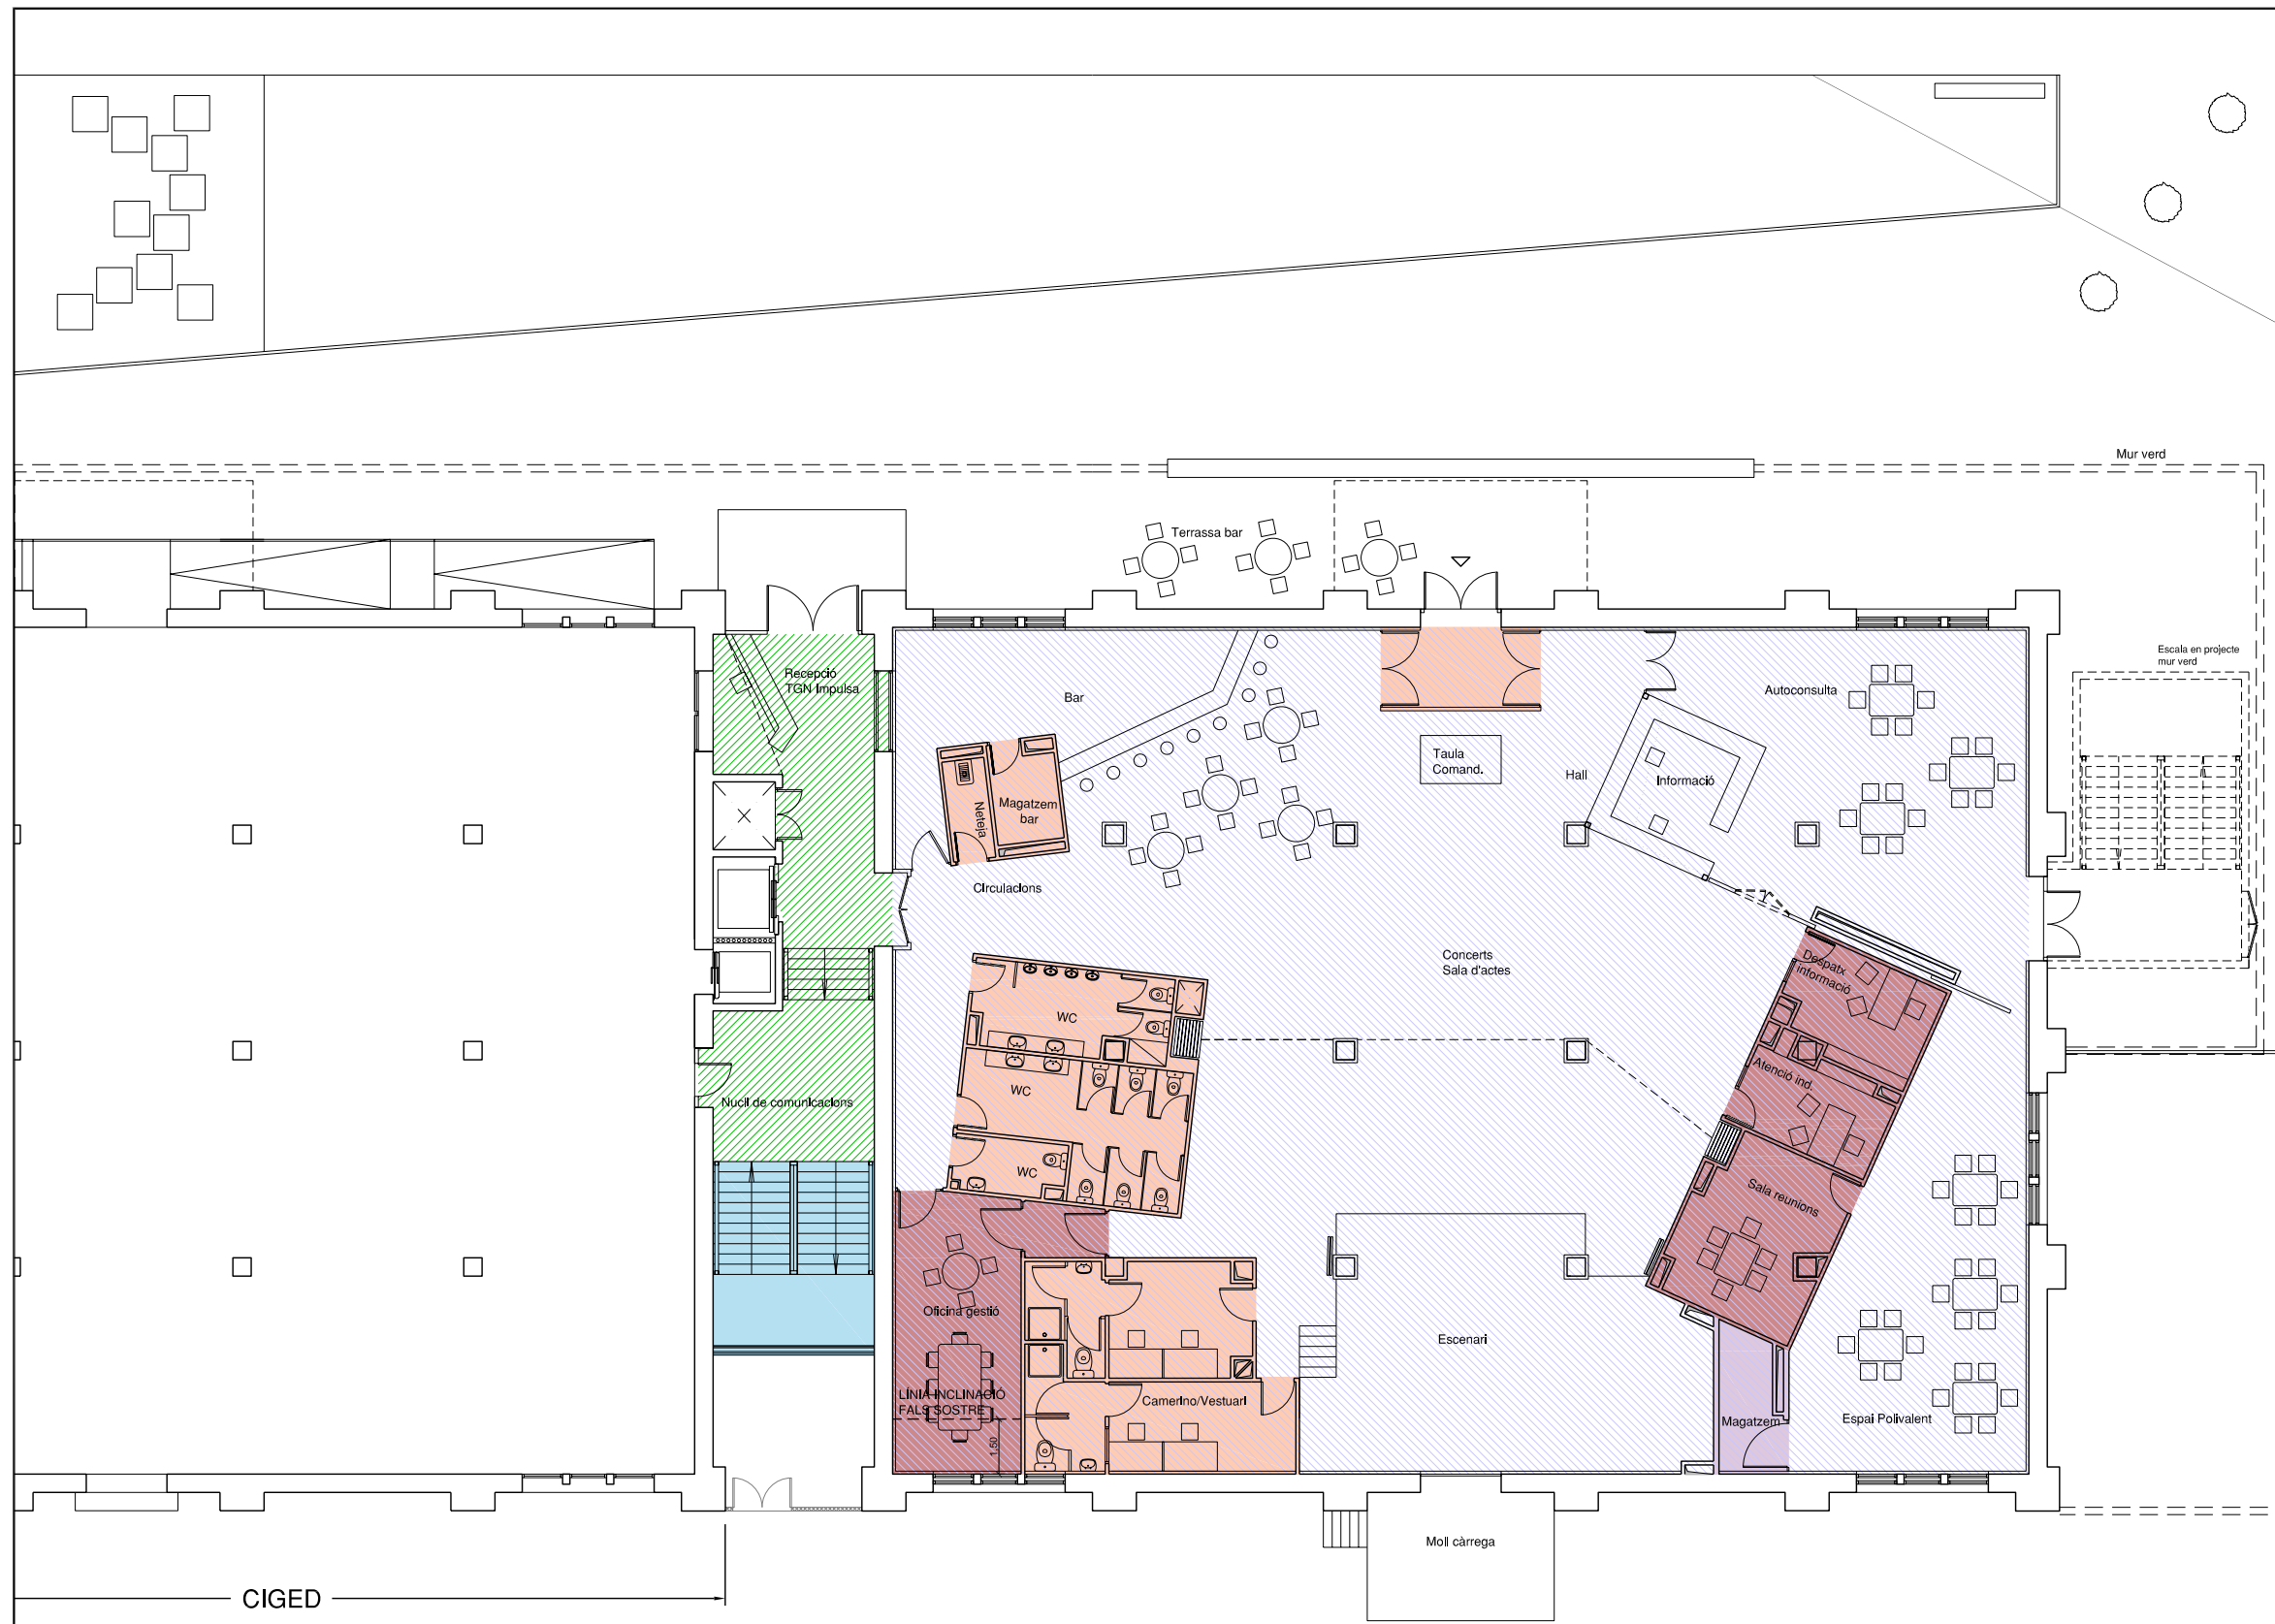 Mur verd
Terrassa bar
Escala en projecte
mur verd
Recepció
TGN Impulsa
Bar
Autoconsulta
Taula
Comand.
Hall
Informació
Neteja
Magatzem
bar
Circulacions
Concerts
Sala d'actes
Despatx
informació
WC
WC
Atenció ind.
Nucli de comunicacions
WC
Sala reunions
Oficina gestió
Escenari
LÍNIA INCLINACIÓ
FALS SOSTRE
Camerino/Vestuari
Magatzem
Espai Polivalent
1,50
Moll càrrega
CIGED